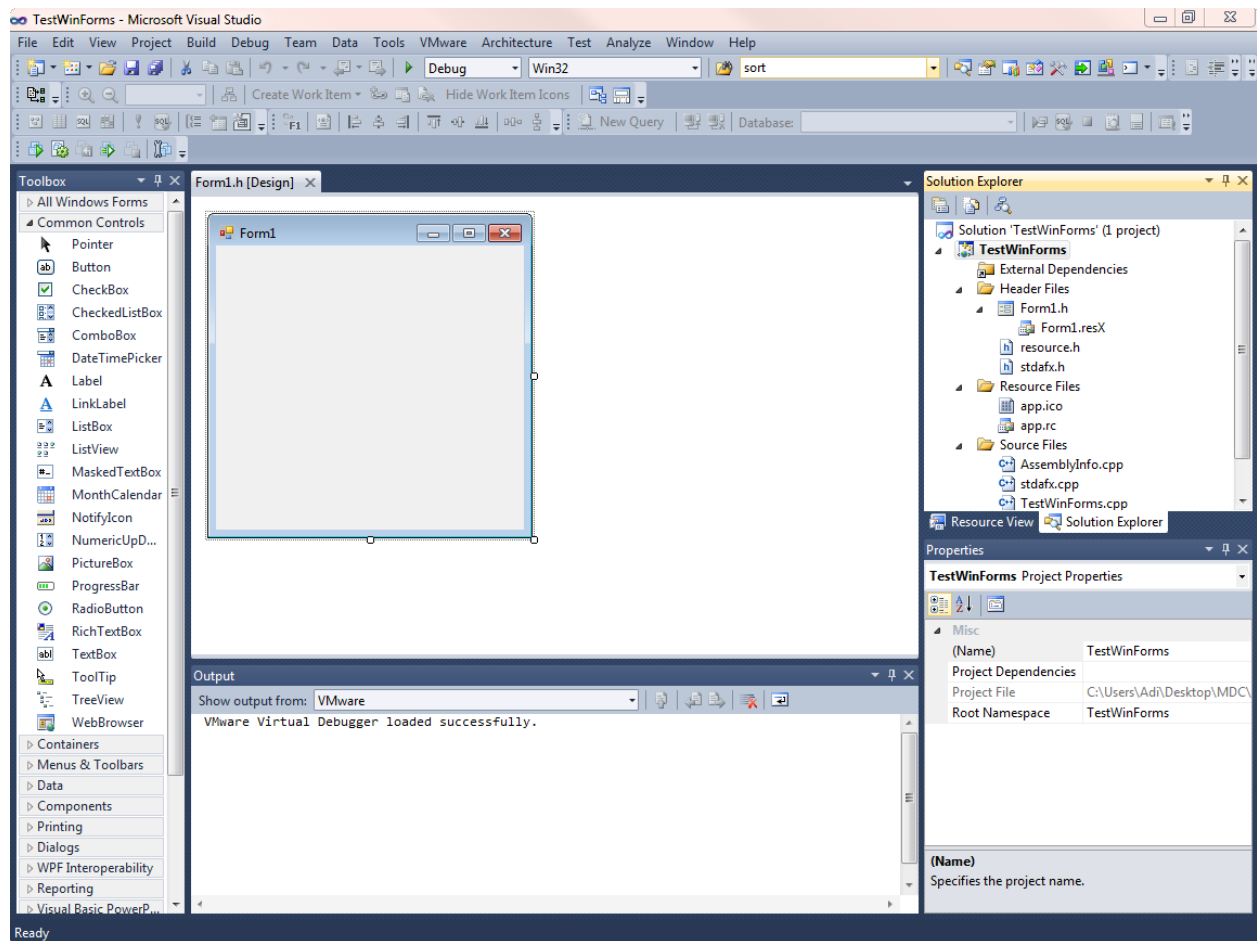 TestWinForms - Microsoft Visual Studio
File Edit View Project Build Debug Team Data Tools VMware Architecture Test Analyze Window Help
Debug Win32 sort
Create Work Item Hide Work Item Icons
New Query Database:
Toolbox
All Windows Forms
Common Controls
Pointer
Button
CheckBox
CheckedListBox
ComboBox
DateTimePicker
Label
LinkLabel
ListBox
ListView
MaskedTextBox
MonthCalendar
NotifyIcon
NumericUpD...
PictureBox
ProgressBar
RadioButton
RichTextBox
TextBox
ToolTip
TreeView
WebBrowser
Containers
Menus & Toolbars
Data
Components
Printing
Dialogs
WPF Interoperability
Reporting
Visual Basic PowerP...
Form1.h [Design]
Form1
Output
Show output from: VMware
VMware Virtual Debugger loaded successfully.
Solution Explorer
Solution 'TestWinForms' (1 project)
TestWinForms
External Dependencies
Header Files
Form1.h
Form1.resX
resource.h
stdafx.h
Resource Files
app.ico
app.rc
Source Files
AssemblyInfo.cpp
stdafx.cpp
TestWinForms.cpp
Resource View Solution Explorer
Properties
TestWinForms Project Properties
Misc
(Name) TestWinForms
Project Dependencies
Project File C:\Users\Adi\Desktop\MDC\
Root Namespace TestWinForms
(Name)
Specifies the project name.
Ready